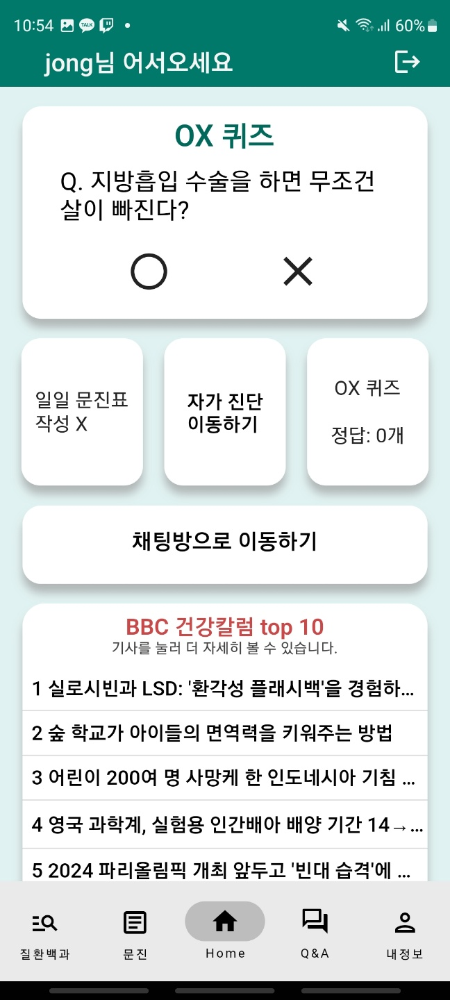 10:54 TALK 60%
jong님 어서오세요
OX 퀴즈
Q. 지방흡입 수술을 하면 무조건
살이 빠진다?
일일 문진표
작성 X
자가 진단
이동하기
OX 퀴즈
정답: 0개
채팅방으로 이동하기
BBC 건강칼럼 top 10
기사를 눌러 더 자세히 볼 수 있습니다.
1 실로시빈과 LSD: '환각성 플래시백'을 경험하...
2 숲 학교가 아이들의 면역력을 키워주는 방법
3 어린이 200여 명 사망케 한 인도네시아 기침 ...
4 영국 과학계, 실험용 인간배아 배양 기간 14→...
5 2024 파리올림픽 개최 앞두고 '빈대 습격'에 ...
질환백과 문진 Home Q&A 내정보